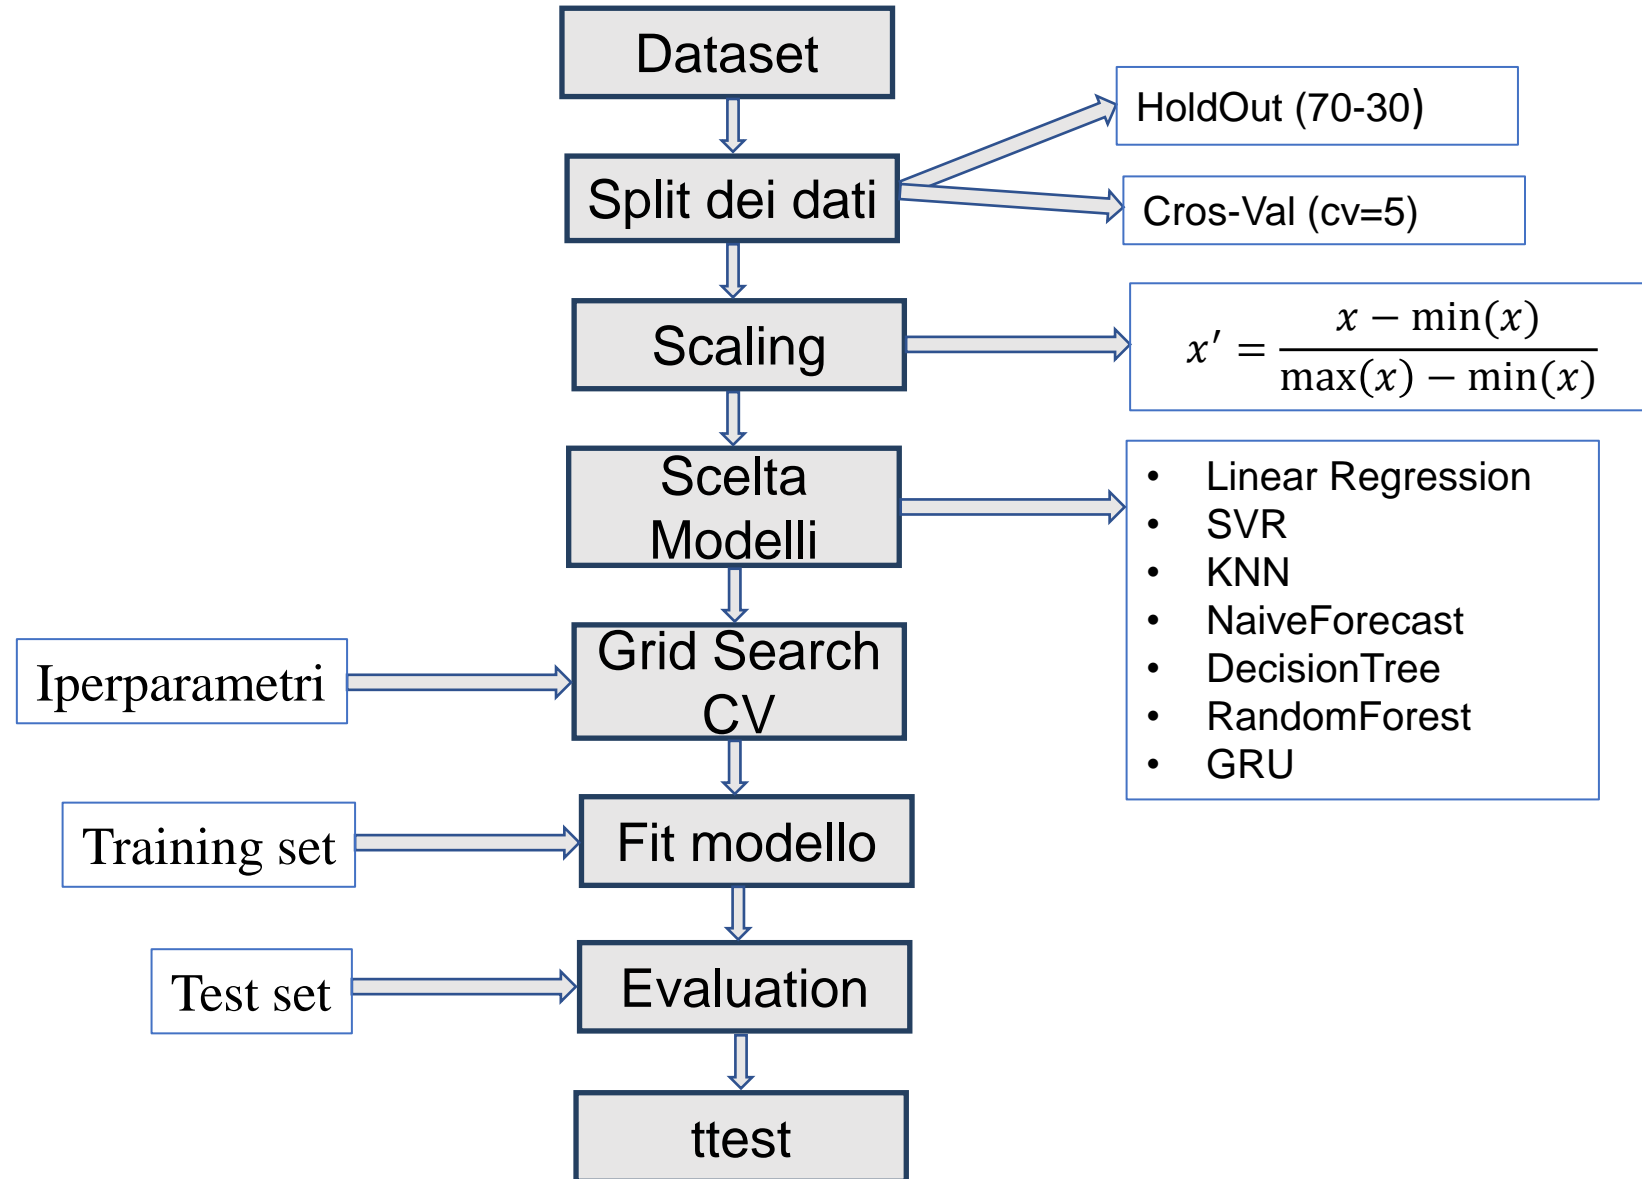 Dataset
HoldOut (70-30)
Split dei dati
Cros-Val (cv=5)
Scaling
x′ = (x − min(x)) / (max(x) − min(x))
Scelta
Modelli
• Linear Regression
• SVR
• KNN
• NaiveForecast
• DecisionTree
• RandomForest
• GRU
Iperparametri
Grid Search
CV
Training set
Fit modello
Test set
Evaluation
ttest